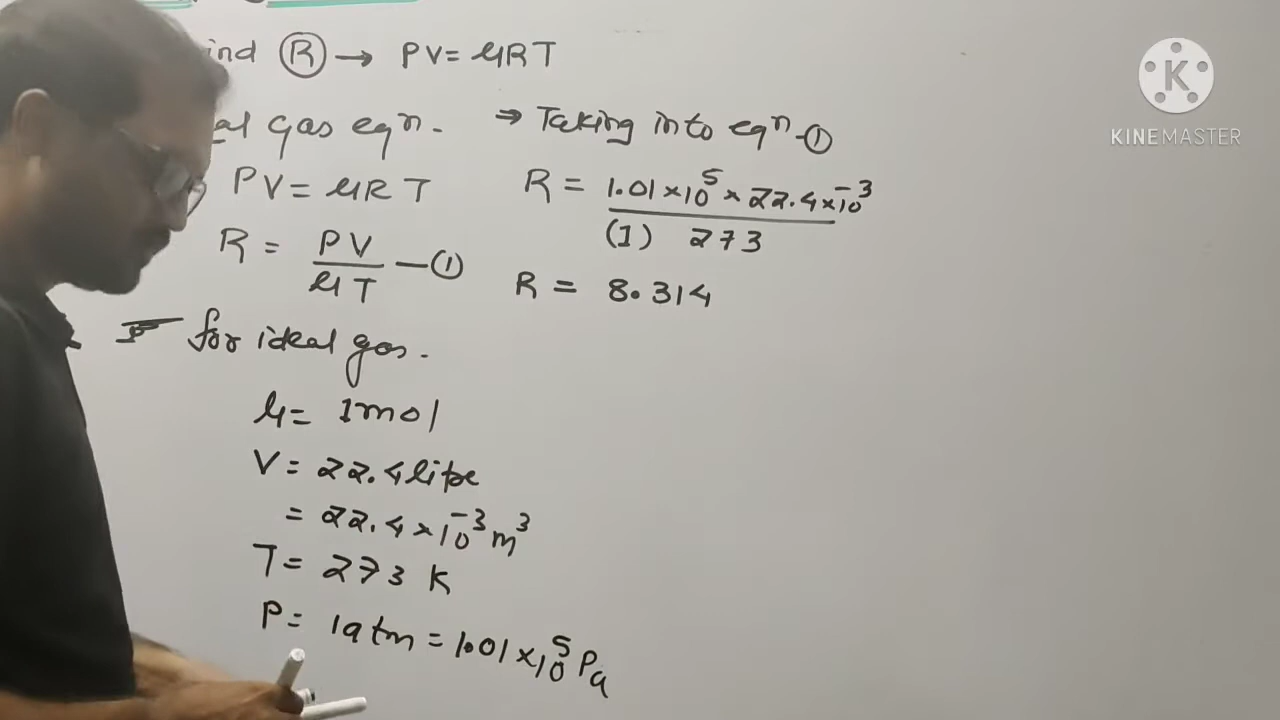 ind R → PV = μRT
al gas eqn.
PV = μRT
R = PV / μT — ①
for ideal gas.
μ = 1mol
V = 22.4 litre
= 22.4 × 10⁻³ m³
T = 273 K
P = 1atm = 1.01 × 10⁵ Pa
⇒ Taking into eqn - ①
R = 1.01 × 10⁵ × 22.4 × 10⁻³ / (1) 273
R = 8.314
K
KINEMASTER